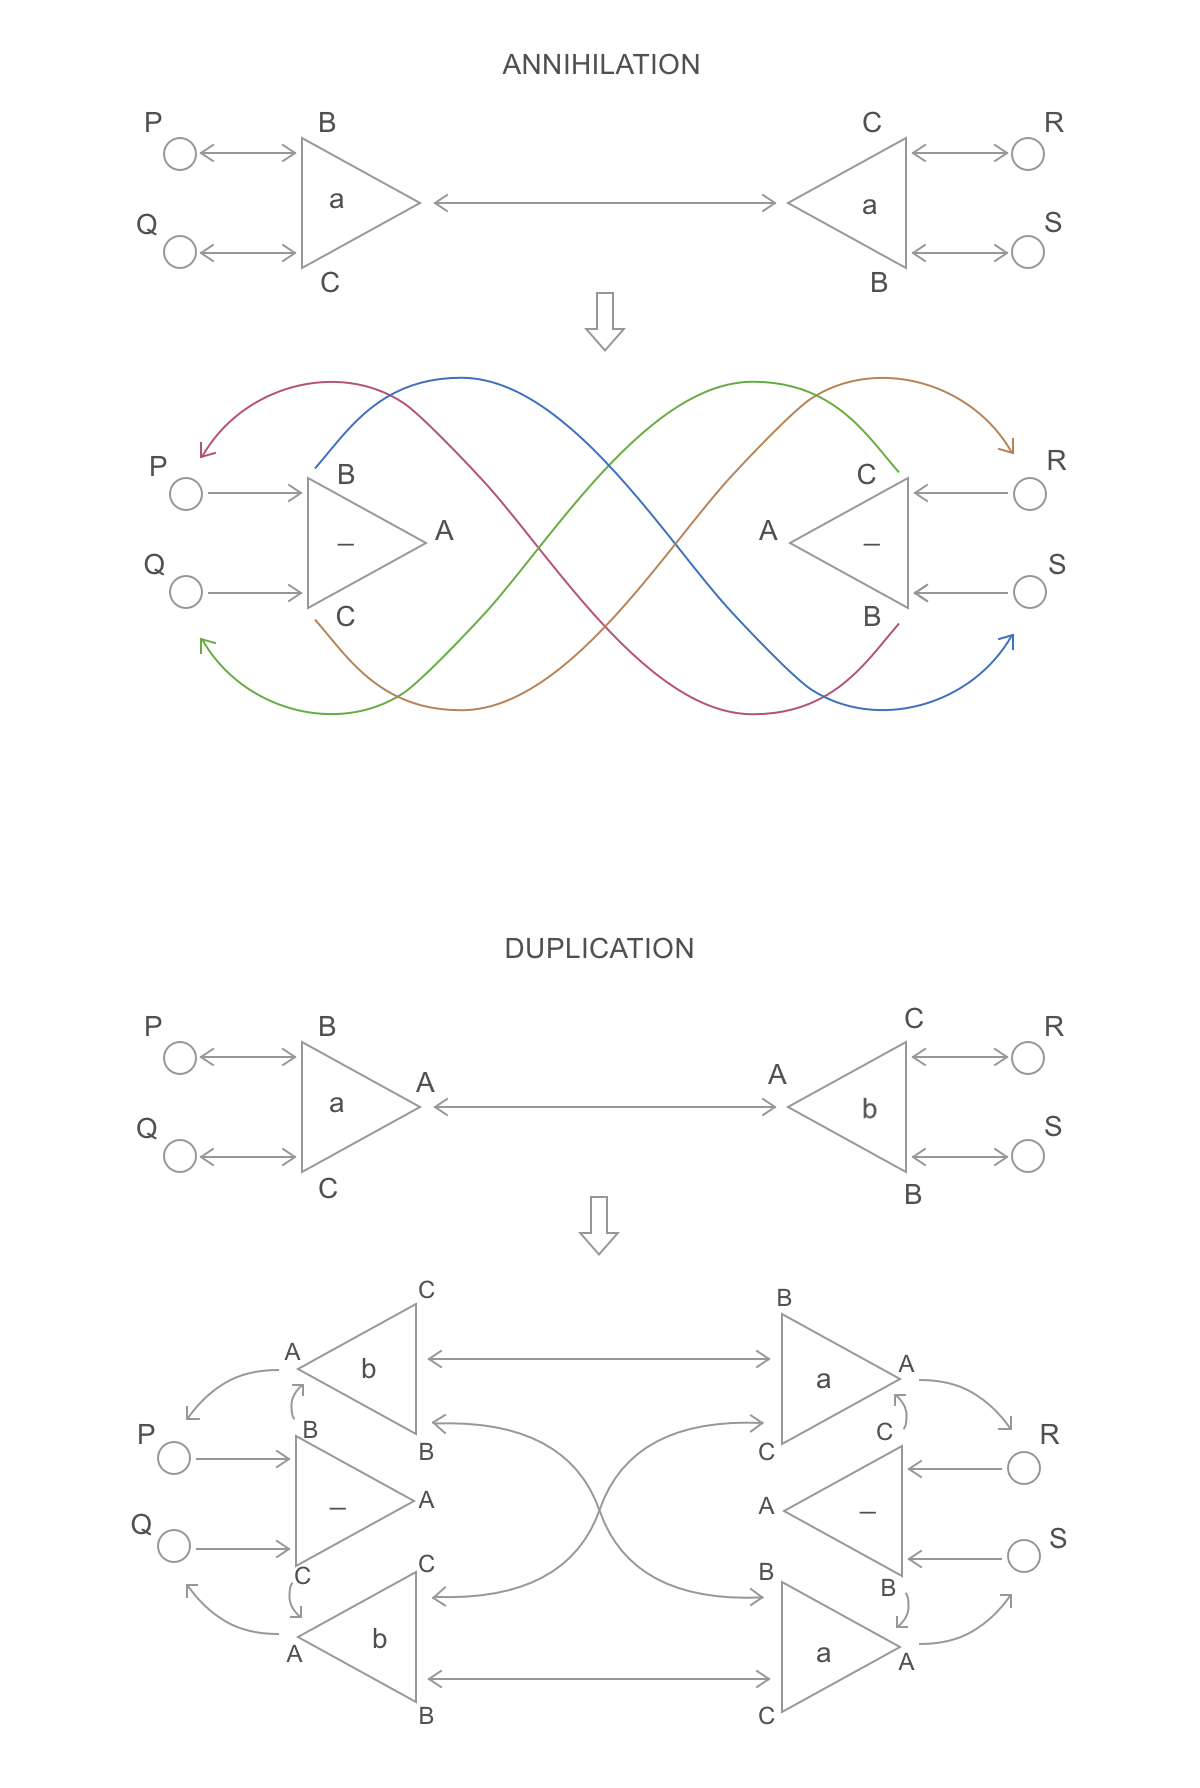 ANNIHILATION
P B C R
a a
Q S
C B
P B C R
A A
– –
Q S
C B
DUPLICATION
P B C R
A A
a b
Q S
C B
C B
A b a A
P B B C C R
A – – A
Q C C B B S
b a
A A
B C